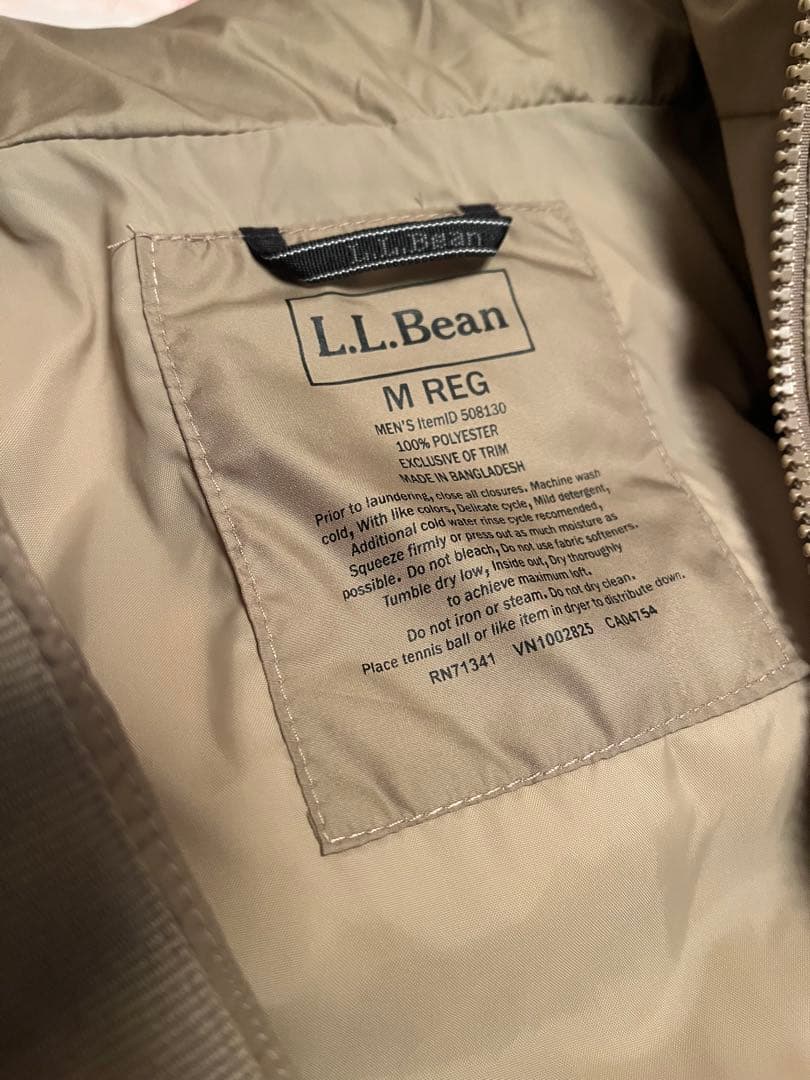 L.L.Bean
L.L.Bean
M REG
MEN'S ItemID 508130
100% POLYESTER
EXCLUSIVE OF TRIM
MADE IN BANGLADESH
Prior to laundering, close all closures. Machine wash
cold, With like colors, Delicate cycle, Mild detergent,
Additional cold water rinse cycle recomended,
Squeeze firmly or press out as much moisture as
possible. Do not bleach, Do not use fabric softeners.
Tumble dry low, Inside out, Dry thoroughly
to achieve maximum loft.
Do not iron or steam. Do not dry clean.
Place tennis ball or like item in dryer to distribute down.
RN71341 VN1002825 CA04754